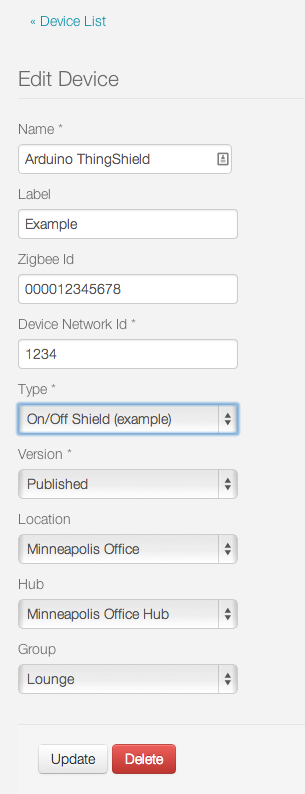 « Device List
Edit Device
Name *
Arduino ThingShield
Label
Example
Zigbee Id
000012345678
Device Network Id *
1234
Type *
On/Off Shield (example)
Version *
Published
Location
Minneapolis Office
Hub
Minneapolis Office Hub
Group
Lounge
Update Delete